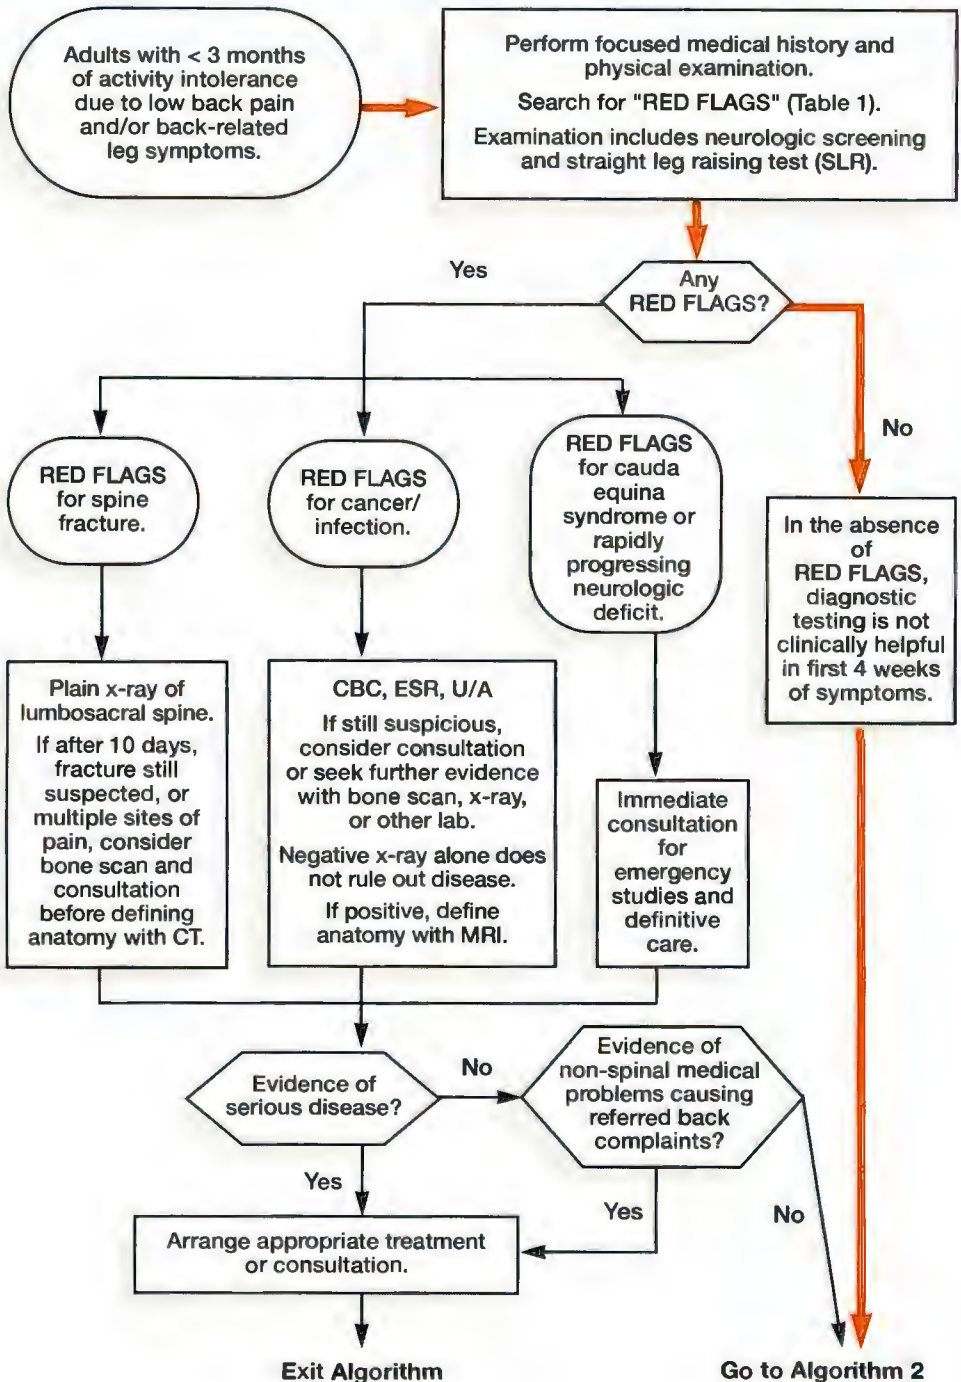 Adults with < 3 months
of activity intolerance
due to low back pain
and/or back-related
leg symptoms.
Perform focused medical history and
physical examination.
Search for "RED FLAGS" (Table 1).
Examination includes neurologic screening
and straight leg raising test (SLR).
Any
RED FLAGS?
Yes
No
RED FLAGS
for spine
fracture.
RED FLAGS
for cancer/
infection.
RED FLAGS
for cauda
equina
syndrome or
rapidly
progressing
neurologic
deficit.
In the absence
of
RED FLAGS,
diagnostic
testing is not
clinically helpful
in first 4 weeks
of symptoms.
Plain x-ray of
lumbosacral spine.
If after 10 days,
fracture still
suspected, or
multiple sites of
pain, consider
bone scan and
consultation
before defining
anatomy with CT.
CBC, ESR, U/A
If still suspicious,
consider consultation
or seek further evidence
with bone scan, x-ray,
or other lab.
Negative x-ray alone does
not rule out disease.
If positive, define
anatomy with MRI.
Immediate
consultation
for
emergency
studies and
definitive
care.
Evidence of
serious disease?
No
Evidence of
non-spinal medical
problems causing
referred back
complaints?
Yes
Yes
No
Arrange appropriate treatment
or consultation.
Exit Algorithm
Go to Algorithm 2